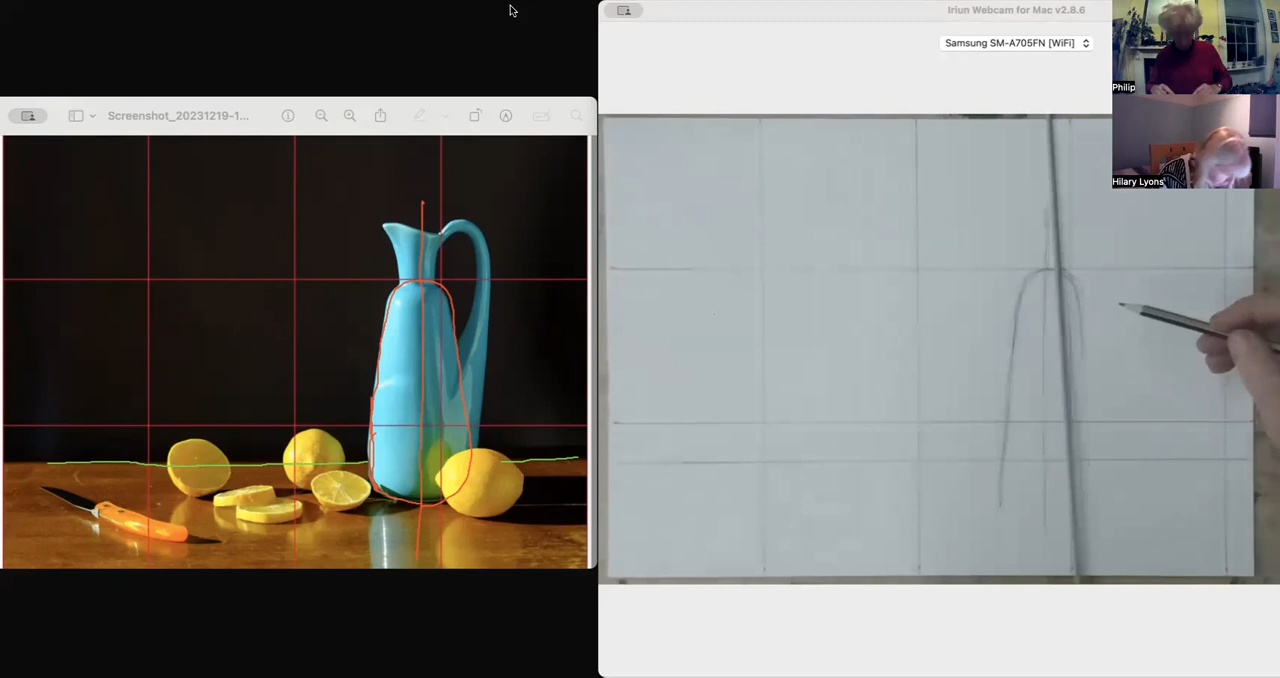 Iriun Webcam for Mac v2.8.6
Samsung SM-A705FN [WiFi]
Philip
Screenshot_20231219-1...
Hilary Lyons